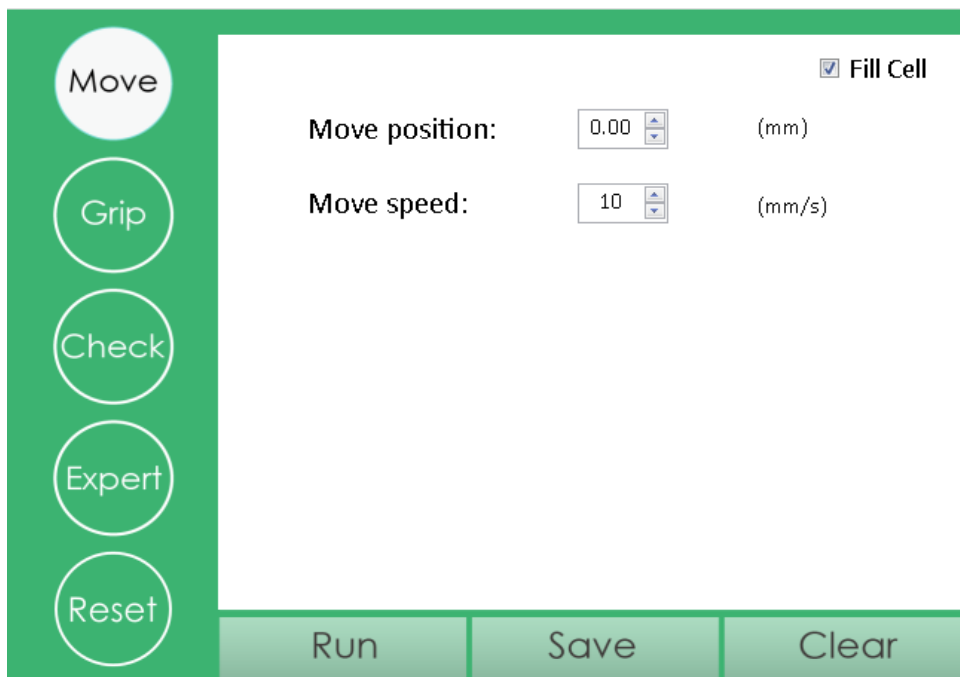 Move
Grip
Check
Expert
Reset
Fill Cell
Move position: 0.00 (mm)
Move speed: 10 (mm/s)
Run Save Clear